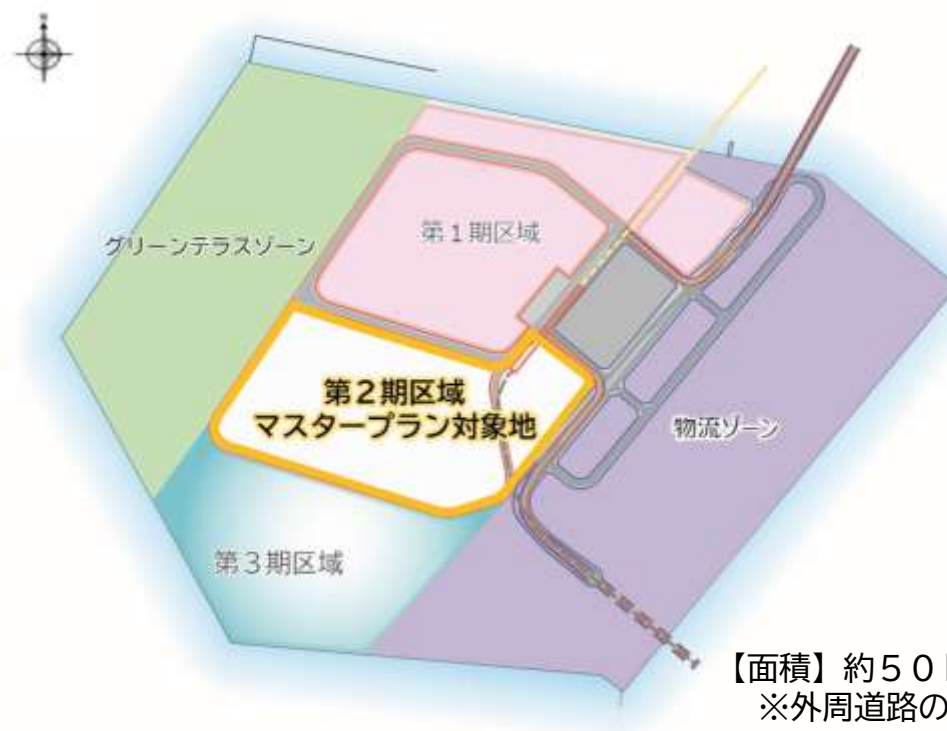 グリーンテラスゾーン
第１期区域
第２期区域
マスタープラン対象地
物流ゾーン
第３期区域
【面積】約５０
※外周道路の